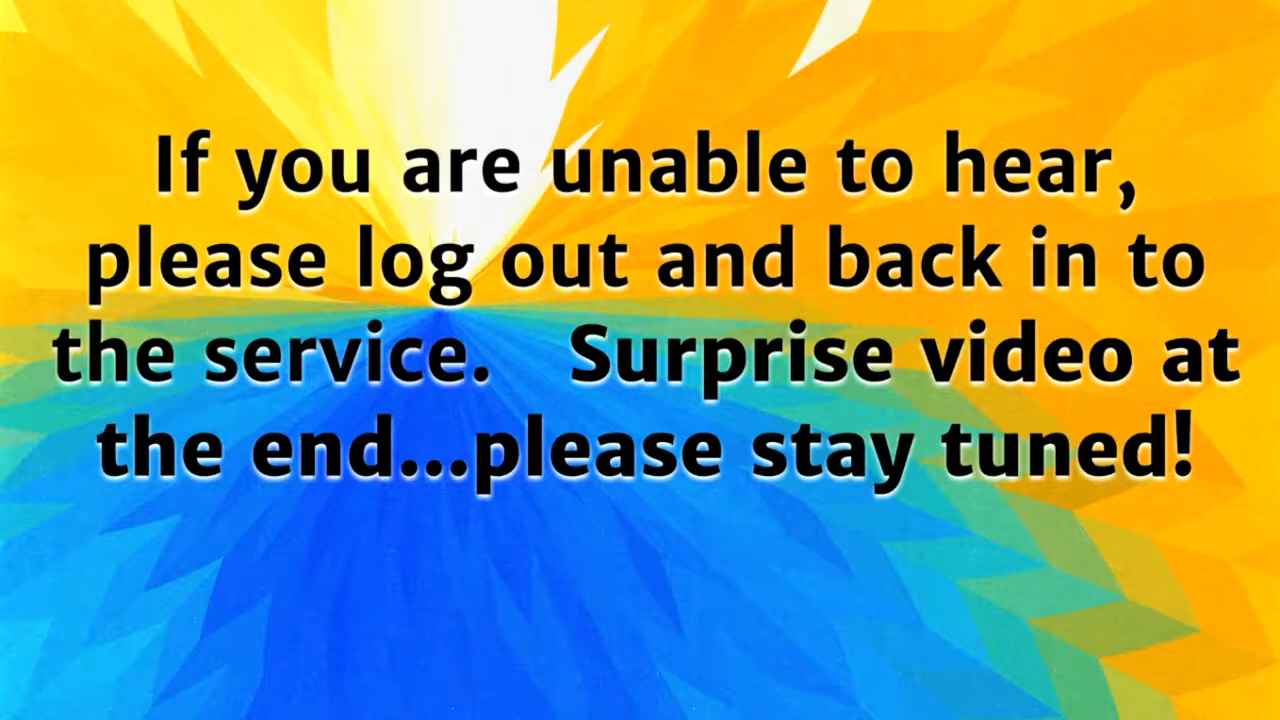 If you are unable to hear,
please log out and back in to
the service.   Surprise video at
the end...please stay tuned!